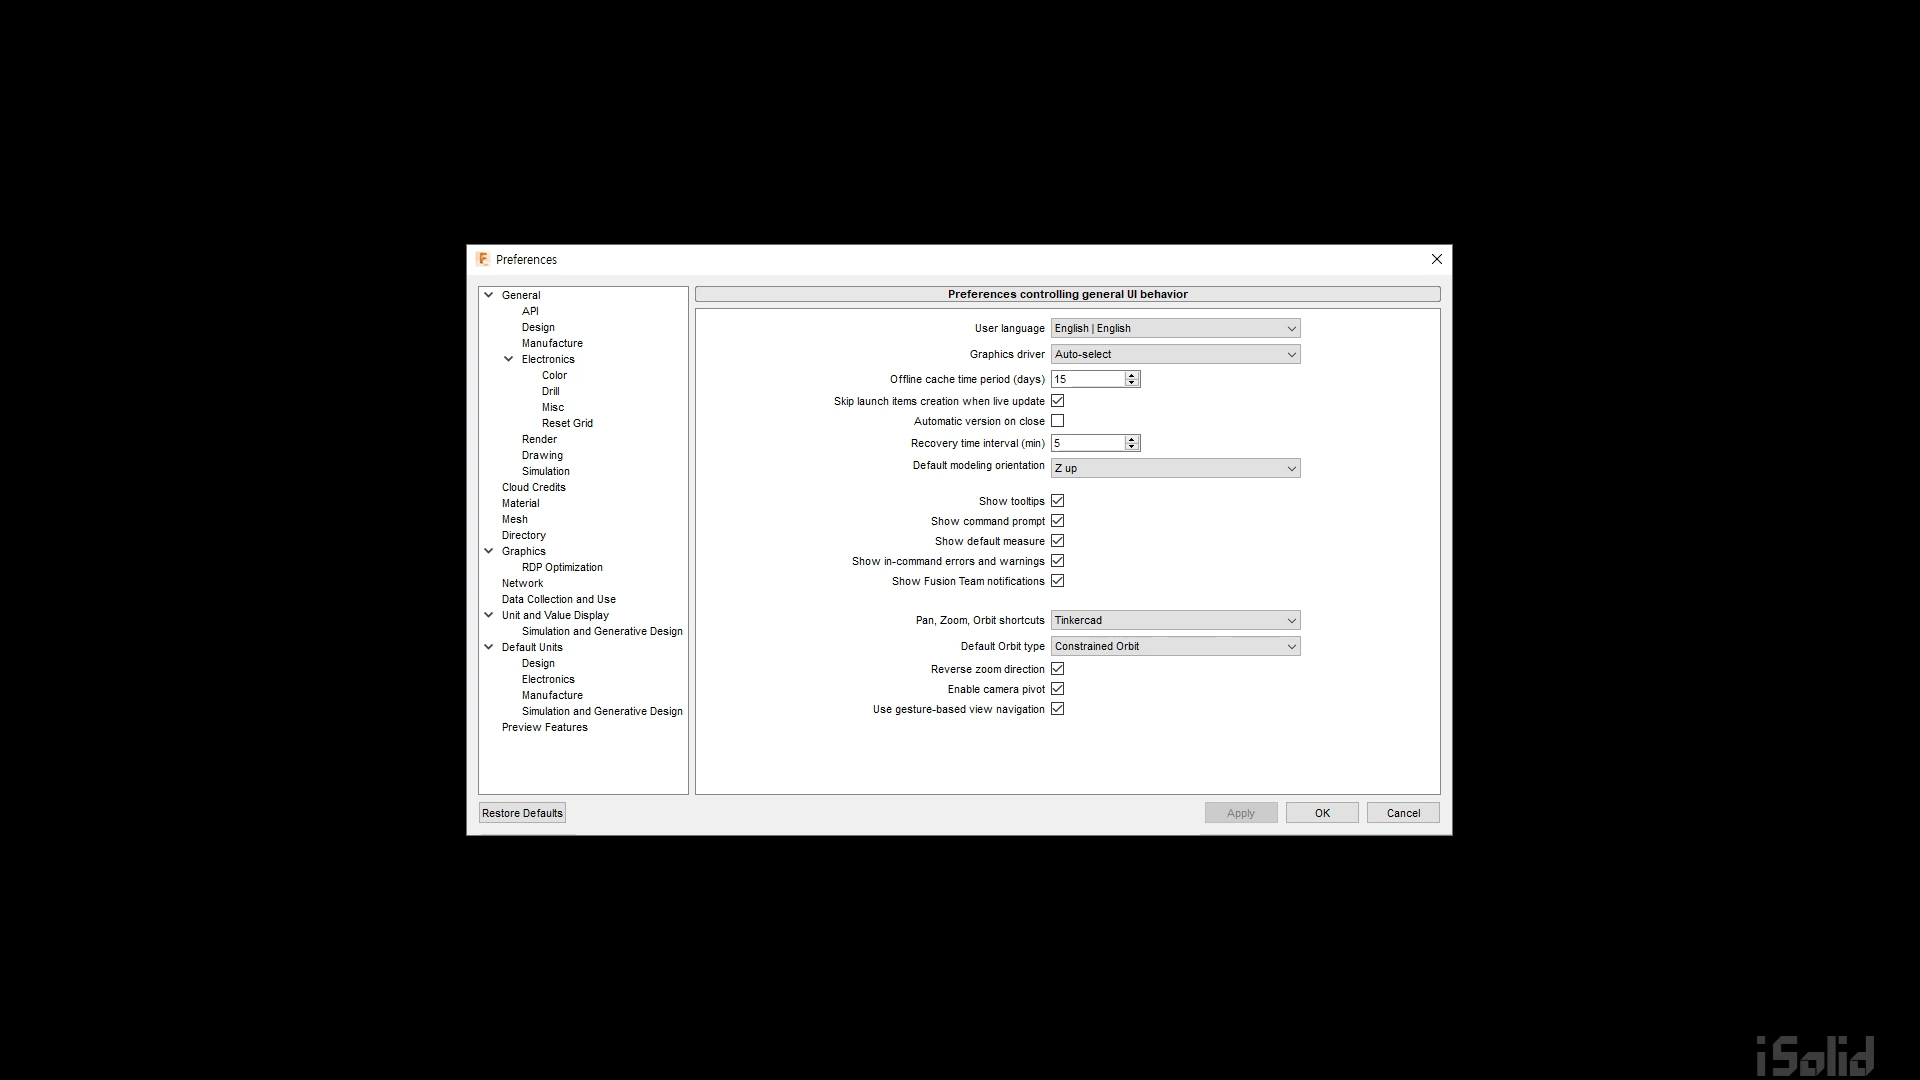 F Preferences
General
API
Design
Manufacture
Electronics
Color
Drill
Misc
Reset Grid
Render
Drawing
Simulation
Cloud Credits
Material
Mesh
Directory
Graphics
RDP Optimization
Network
Data Collection and Use
Unit and Value Display
Simulation and Generative Design
Default Units
Design
Electronics
Manufacture
Simulation and Generative Design
Preview Features
Preferences controlling general UI behavior
User language English | English
Graphics driver Auto-select
Offline cache time period (days) 15
Skip launch items creation when live update
Automatic version on close
Recovery time interval (min) 5
Default modeling orientation Z up
Show tooltips
Show command prompt
Show default measure
Show in-command errors and warnings
Show Fusion Team notifications
Pan, Zoom, Orbit shortcuts Tinkercad
Default Orbit type Constrained Orbit
Reverse zoom direction
Enable camera pivot
Use gesture-based view navigation
Restore Defaults Apply OK Cancel
iSolid